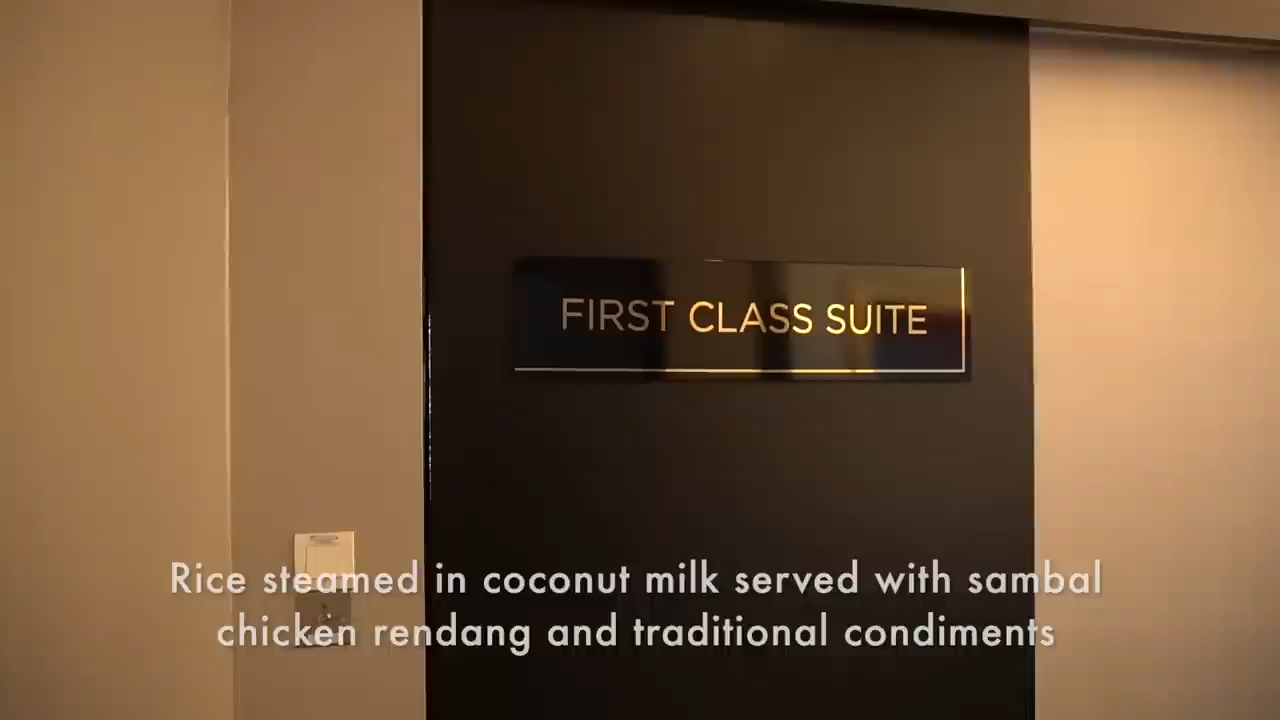 FIRST CLASS SUITE
Rice steamed in coconut milk served with sambal
chicken rendang and traditional condiments